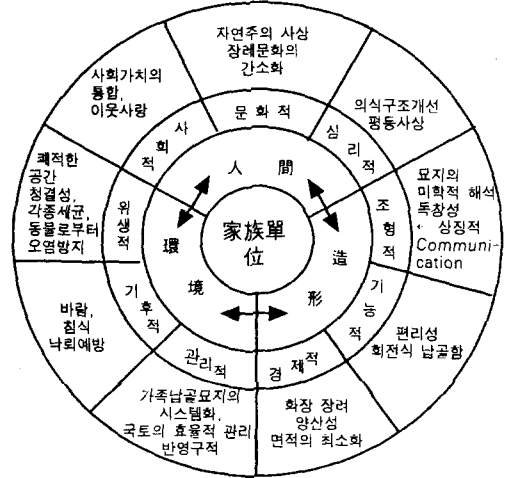 자연주의 사상
장례문화의
간소화
의식구조개선
평등사상
묘지의
미학적 해석
독창성
← 상징적
Communi-
cation
편리성
회전식 납골함
화장 장려
양산성
면적의 최소화
가족납골묘지의
시스템화,
국토의 효율적 관리
반영구적
바람,
침식
낙뢰예방
쾌적한
공간
청결성,
각종세균,
동물로부터
오염방지
사회가치의
통합,
이웃사랑
문화적
심리적
조형적
기능적
경제적
관리적
기후적
위생적
사회적
人間
造形
環境
家族單
位